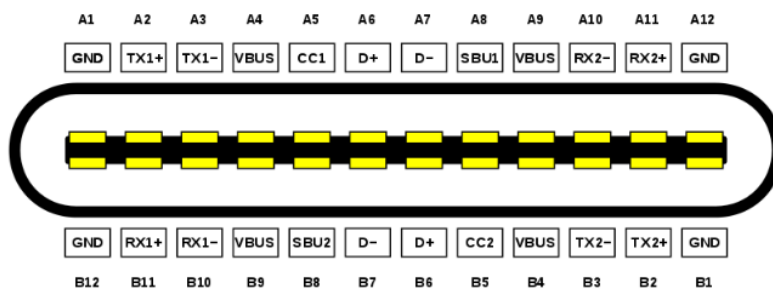 A1 A2 A3 A4 A5 A6 A7 A8 A9 A10 A11 A12
GND TX1+ TX1− VBUS CC1 D+ D− SBU1 VBUS RX2− RX2+ GND
GND RX1+ RX1− VBUS SBU2 D− D+ CC2 VBUS TX2− TX2+ GND
B12 B11 B10 B9 B8 B7 B6 B5 B4 B3 B2 B1